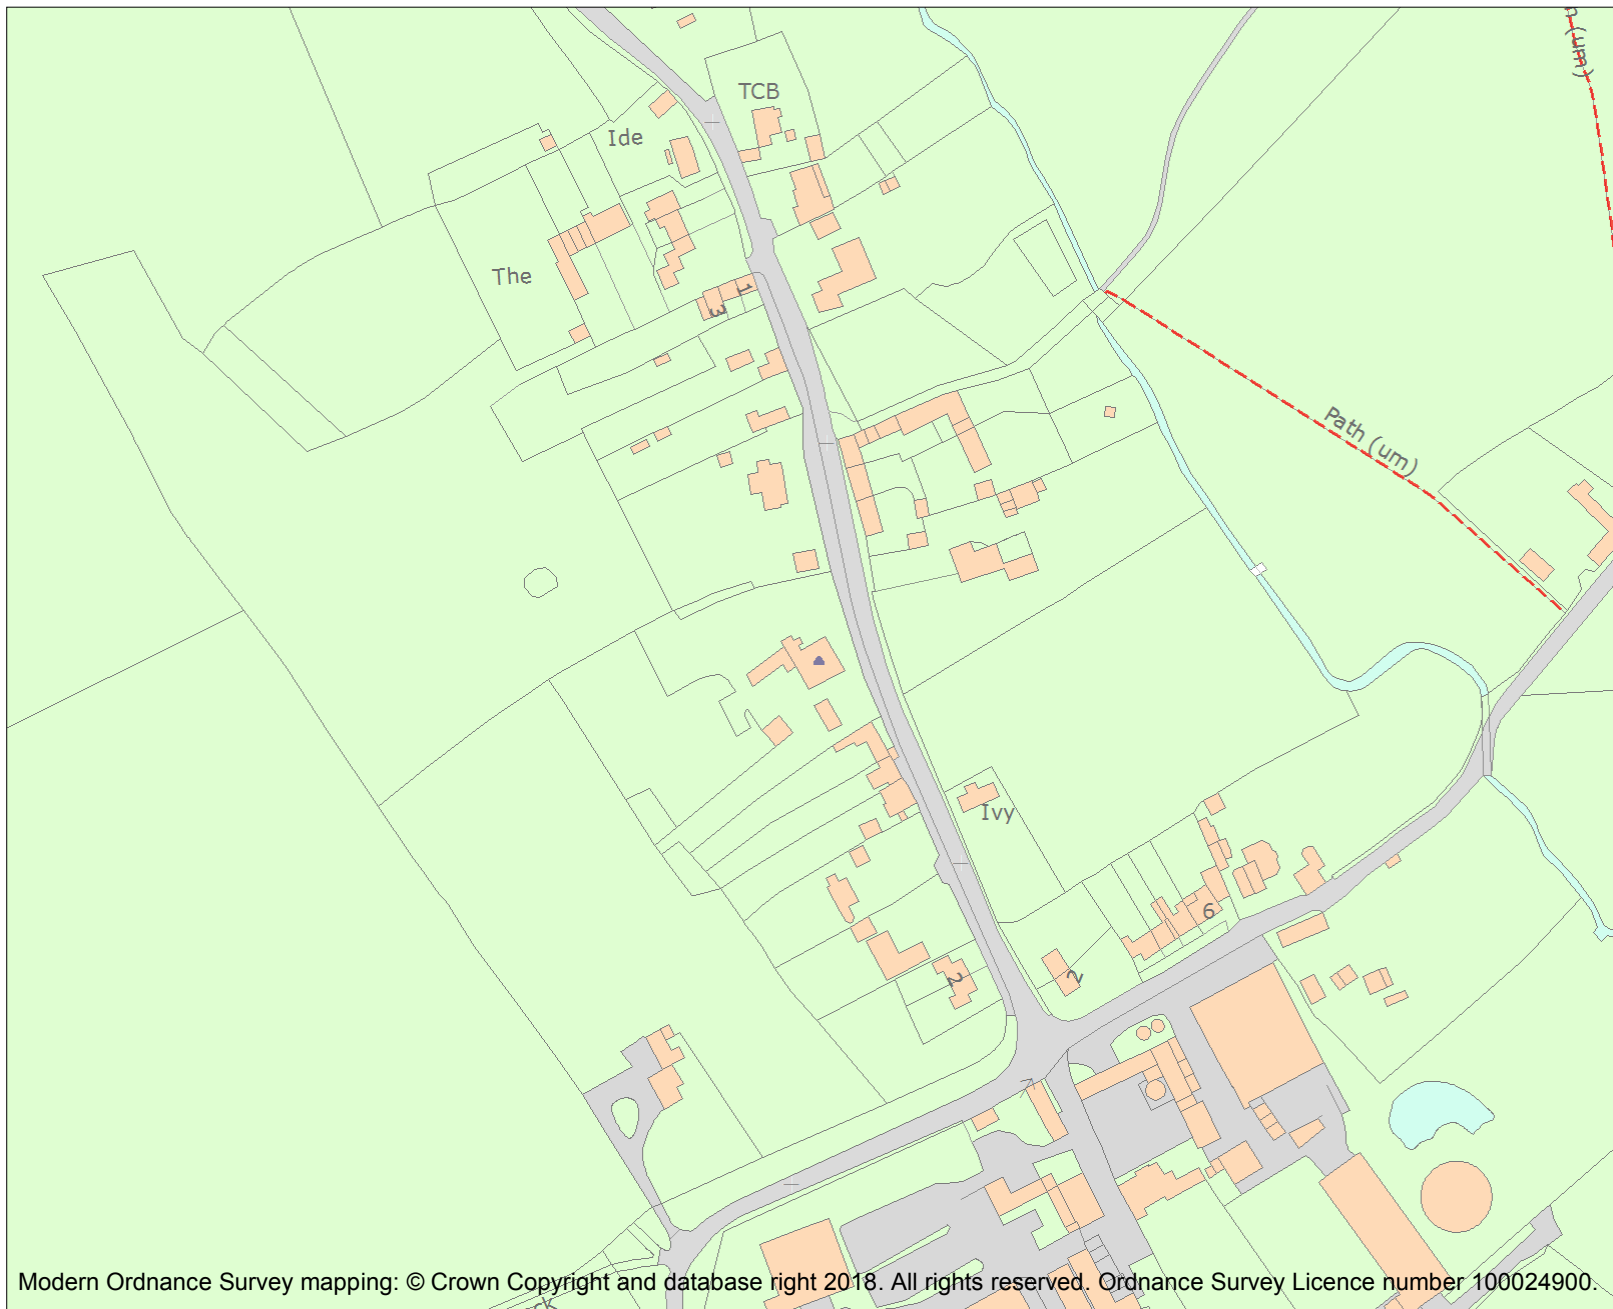 (um)
TCB
Ide
The
1
3
Path (um)
Ivy
6
2
2
Modern Ordnance Survey mapping: © Crown Copyright and database right 2018. All rights reserved. Ordnance Survey Licence number 100024900.